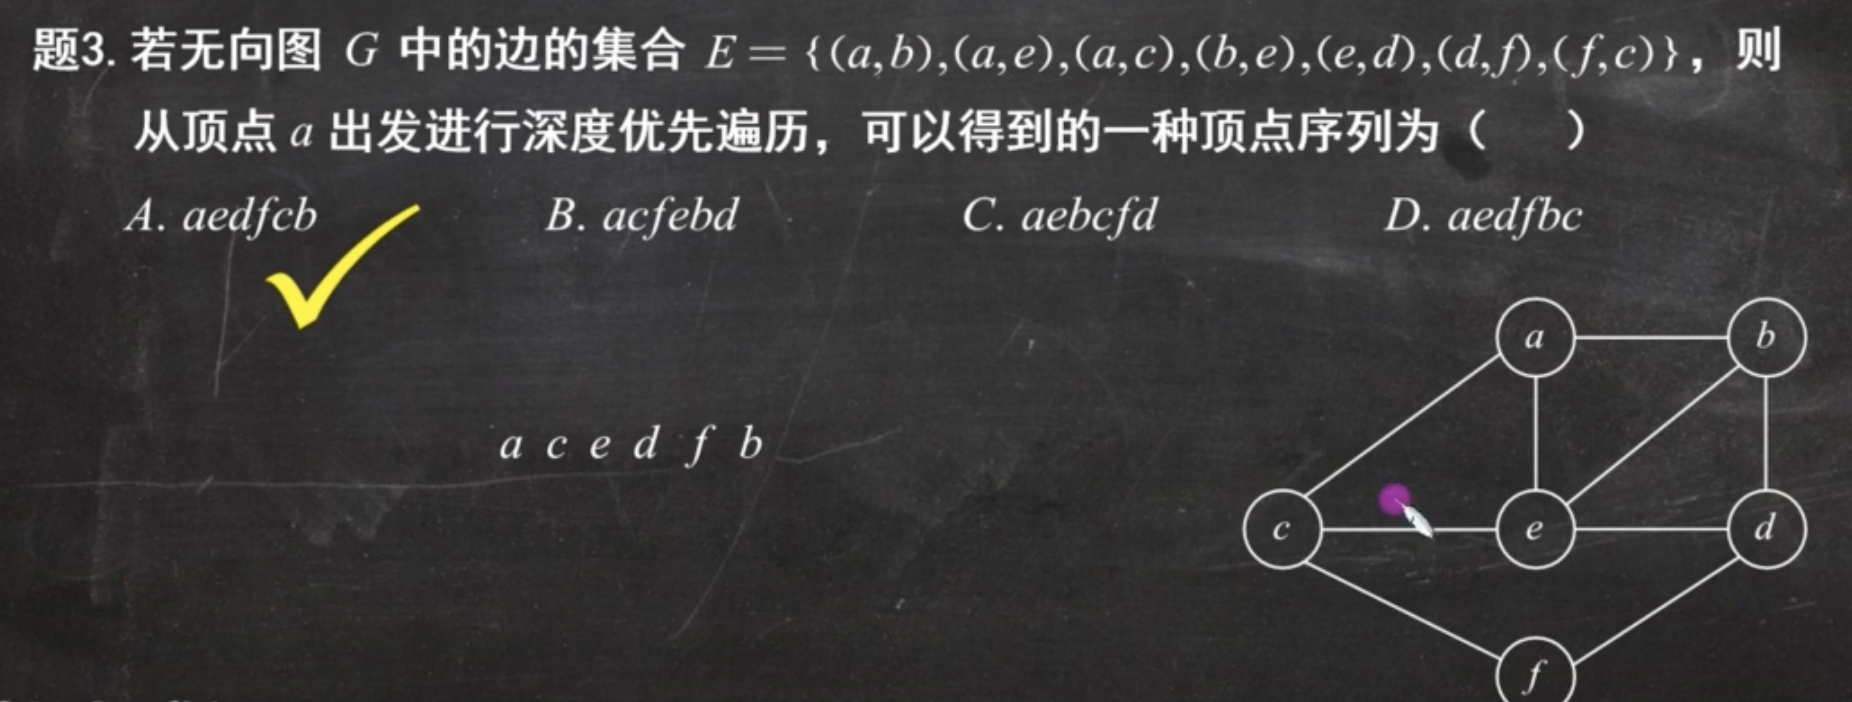 题3. 若无向图 G 中的边的集合 E = {(a,b),(a,e),(a,c),(b,e),(e,d),(d,f),(f,c)}，则
从顶点 a 出发进行深度优先遍历，可以得到的一种顶点序列为（ ）
A. aedfcb B. acfebd C. aebcfd D. aedfbc
a b
a c e d f b
c e d
f